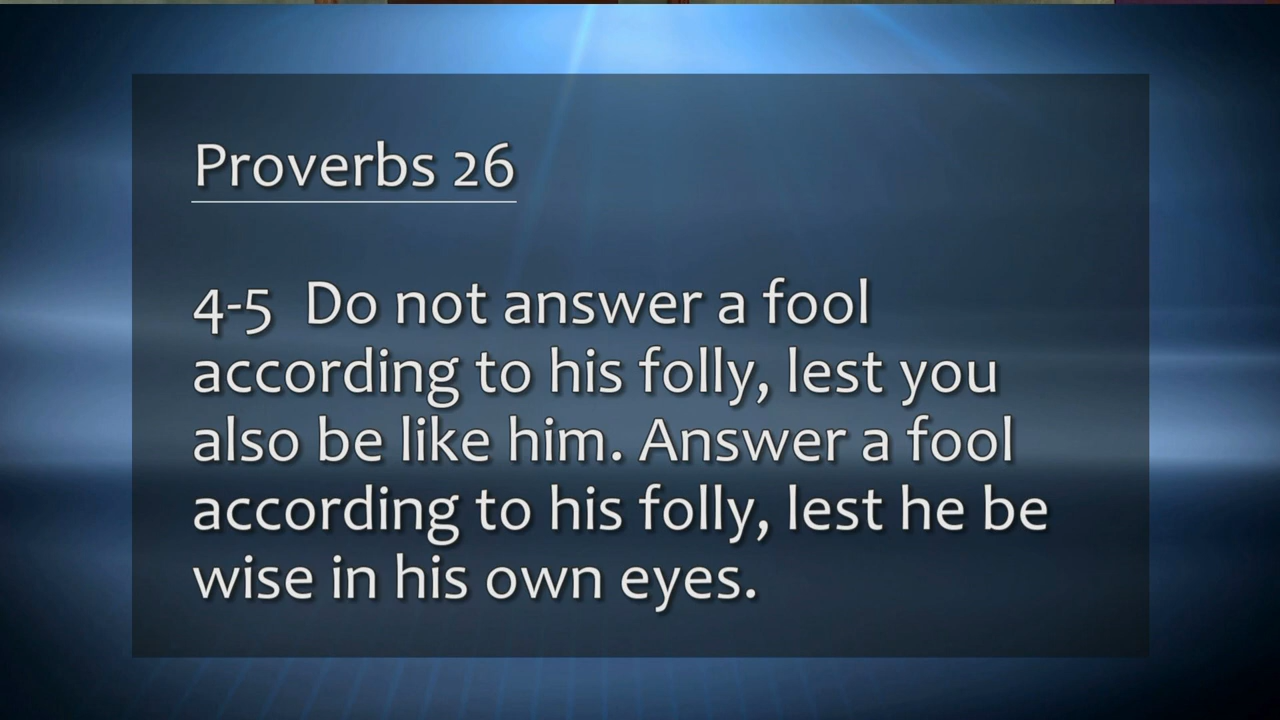 Proverbs 26
4-5 Do not answer a fool
according to his folly, lest you
also be like him. Answer a fool
according to his folly, lest he be
wise in his own eyes.